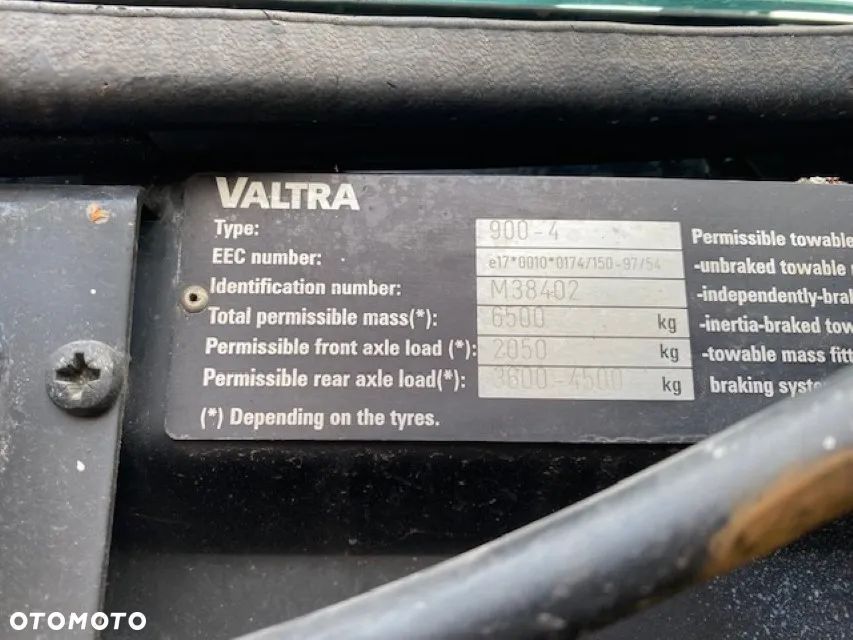 VALTRA
Type: 900-4
EEC number: e17*0010*0174/150-97/54
Identification number: M38402
Total permissible mass(*): 6500 kg
Permissible front axle load (*): 2050 kg
Permissible rear axle load(*): 3600-4500 kg
(*) Depending on the tyres.
Permissible towable
-unbraked towable
-independently-bra
-inertia-braked tow
-towable mass fitt
braking syste
OTOMOTO